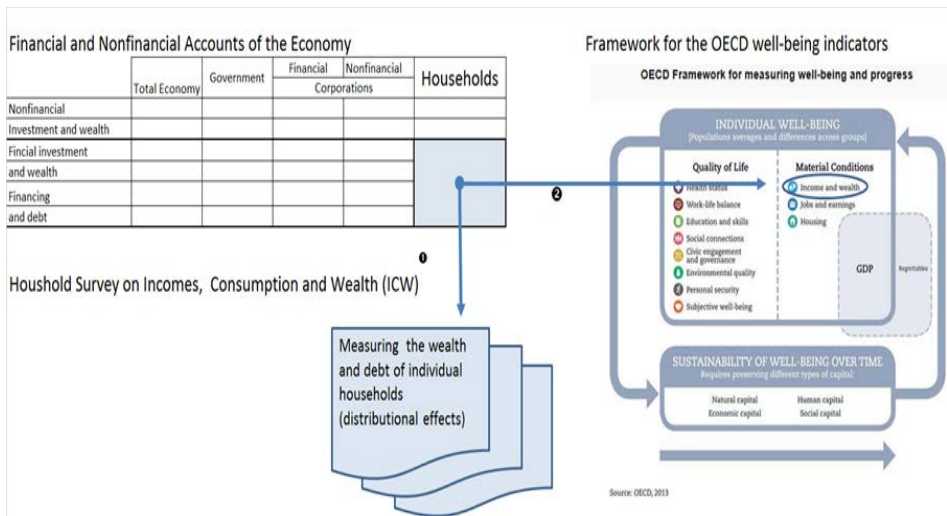 Financial and Nonfinancial Accounts of the Economy
Total Economy
Government
Financial
Nonfinancial
Corporations
Households
Nonfinancial
Investment and wealth
Fincial investment
and wealth
Financing
and debt
❶
❷
Houshold Survey on Incomes, Consumption and Wealth (ICW)
Measuring the wealth
and debt of individual
households
(distributional effects)
Framework for the OECD well-being indicators
OECD Framework for measuring well-being and progress
INDIVIDUAL WELL-BEING
[Populations averages and differences across groups]
Quality of Life
Health status
Work-life balance
Education and skills
Social connections
Civic engagement
and governance
Environmental quality
Personal security
Subjective well-being
Material Conditions
Income and wealth
Jobs and earnings
Housing
GDP
Regrettables
SUSTAINABILITY OF WELL-BEING OVER TIME
Requires preserving different types of capital
Natural capital
Human capital
Economic capital
Social capital
Source: OECD, 2013